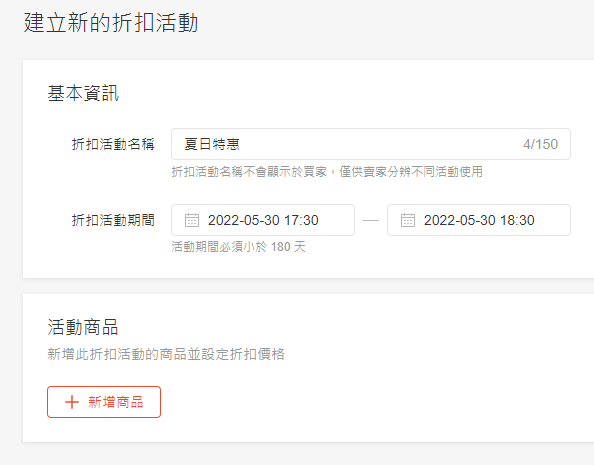 建立新的折扣活動
基本資訊
折扣活動名稱 夏日特惠 4/150
折扣活動名稱不會顯示於買家，僅供賣家分辨不同活動使用
折扣活動期間 2022-05-30 17:30 — 2022-05-30 18:30
活動期間必須小於 180 天
活動商品
新增此折扣活動的商品並設定折扣價格
新增商品